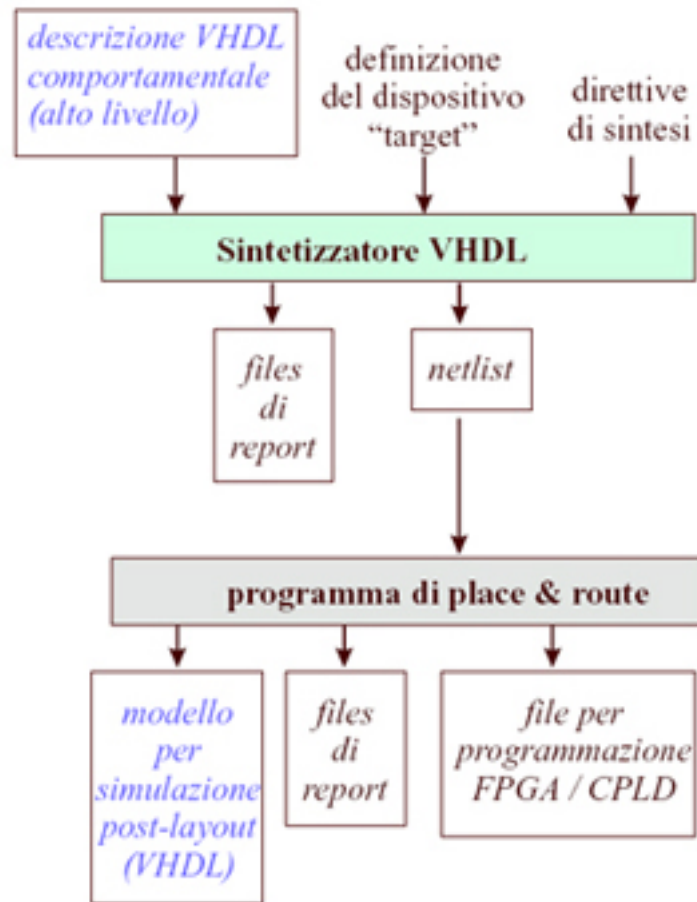 descrizione VHDL
comportamentale
(alto livello)
definizione
del dispositivo
“target”
direttive
di sintesi
Sintetizzatore VHDL
files
di
report
netlist
programma di place & route
modello
per
simulazione
post-layout
(VHDL)
files
di
report
file per
programmazione
FPGA / CPLD